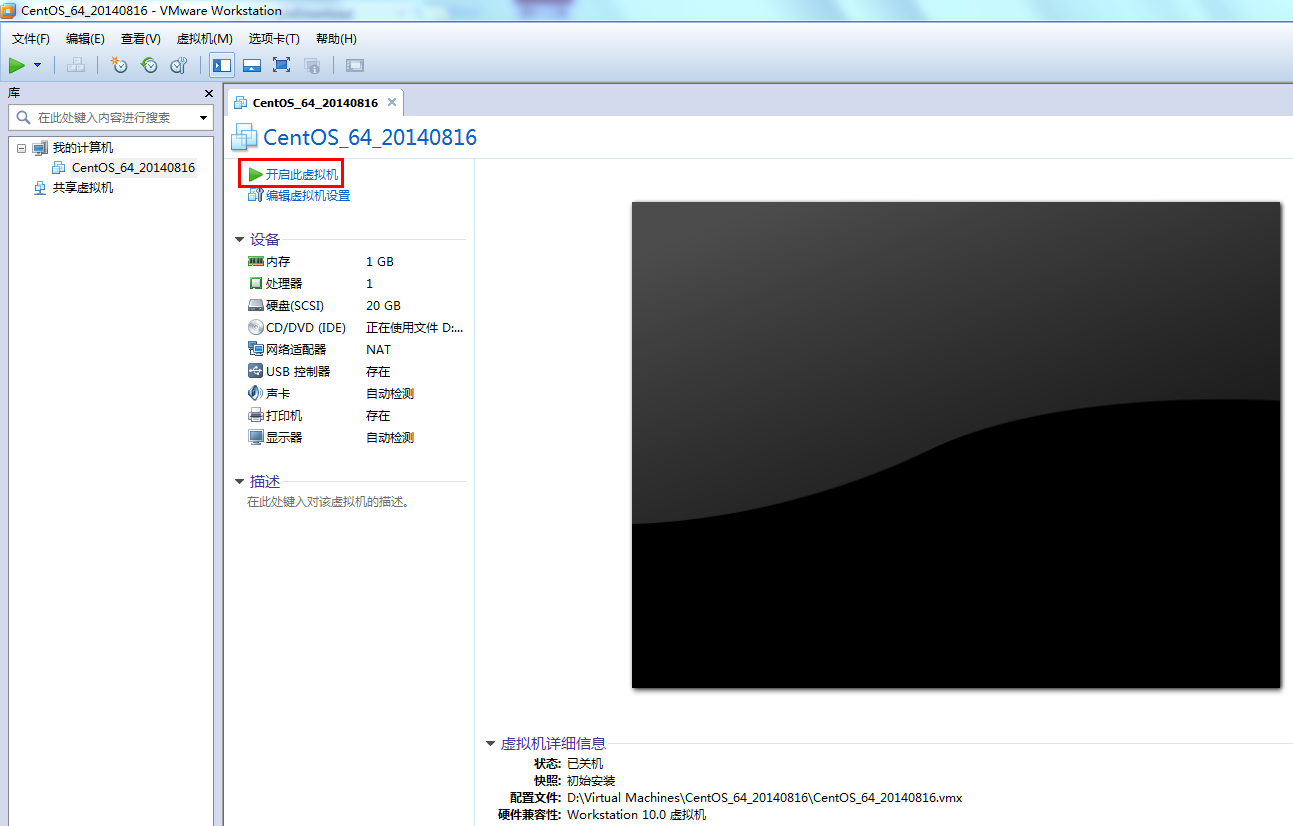 CentOS_64_20140816 - VMware Workstation
文件(F) 编辑(E) 查看(V) 虚拟机(M) 选项卡(T) 帮助(H)
库
在此处键入内容进行搜索
我的计算机
CentOS_64_20140816
共享虚拟机
CentOS_64_20140816
CentOS_64_20140816
开启此虚拟机
编辑虚拟机设置
设备
内存 1 GB
处理器 1
硬盘(SCSI) 20 GB
CD/DVD (IDE) 正在使用文件 D:...
网络适配器 NAT
USB 控制器 存在
声卡 自动检测
打印机 存在
显示器 自动检测
描述
在此处键入对该虚拟机的描述。
虚拟机详细信息
状态: 已关机
快照: 初始安装
配置文件: D:\Virtual Machines\CentOS_64_20140816\CentOS_64_20140816.vmx
硬件兼容性: Workstation 10.0 虚拟机